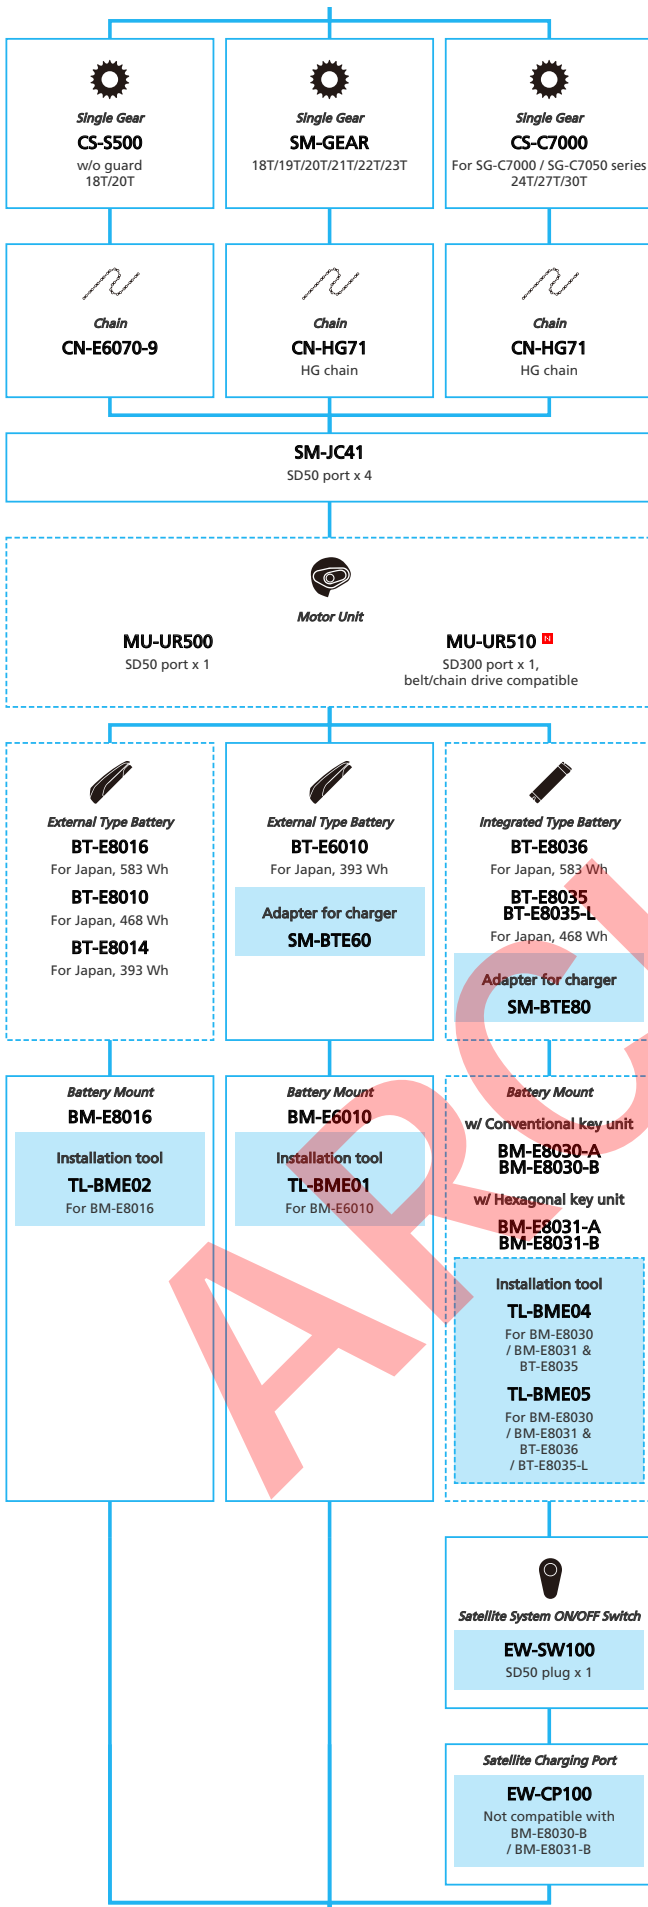 Single Gear
CS-S500
w/o guard
18T/20T
Single Gear
SM-GEAR
18T/19T/20T/21T/22T/23T
Single Gear
CS-C7000
For SG-C7000 / SG-C7050 series
24T/27T/30T
Chain
CN-E6070-9
Chain
CN-HG71
HG chain
Chain
CN-HG71
HG chain
SM-JC41
SD50 port x 4
Motor Unit
MU-UR500
SD50 port x 1
MU-UR510 N
SD300 port x 1,
belt/chain drive compatible
External Type Battery
BT-E8016
For Japan, 583 Wh
BT-E8010
For Japan, 468 Wh
BT-E8014
For Japan, 393 Wh
External Type Battery
BT-E6010
For Japan, 393 Wh
Adapter for charger
SM-BTE60
Integrated Type Battery
BT-E8036
For Japan, 583 Wh
BT-E8035
BT-E8035-L
For Japan, 468 Wh
Adapter for charger
SM-BTE80
Battery Mount
BM-E8016
Installation tool
TL-BME02
For BM-E8016
Battery Mount
BM-E6010
Installation tool
TL-BME01
For BM-E6010
Battery Mount
w/ Conventional key unit
BM-E8030-A
BM-E8030-B
w/ Hexagonal key unit
BM-E8031-A
BM-E8031-B
Installation tool
TL-BME04
For BM-E8030
/ BM-E8031 &
BT-E8035
TL-BME05
For BM-E8030
/ BM-E8031 &
BT-E8036
/ BT-E8035-L
Satellite System ON/OFF Switch
EW-SW100
SD50 plug x 1
Satellite Charging Port
EW-CP100
Not compatible with
BM-E8030-B
/ BM-E8031-B